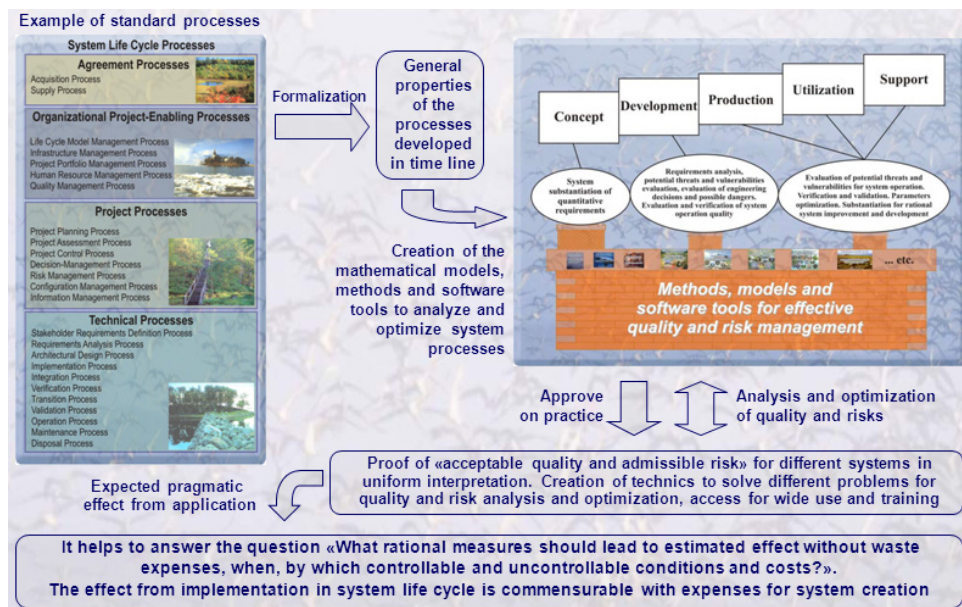 Example of standard processes
System Life Cycle Processes
Agreement Processes
Acquisition Process
Supply Process
Organizational Project-Enabling Processes
Life Cycle Model Management Process
Infrastructure Management Process
Project Portfolio Management Process
Human Resource Management Process
Quality Management Process
Project Processes
Project Planning Process
Project Assessment Process
Project Control Process
Decision-Management Process
Risk Management Process
Configuration Management Process
Information Management Process
Technical Processes
Stakeholder Requirements Definition Process
Requirements Analysis Process
Architectural Design Process
Implementation Process
Integration Process
Verification Process
Transition Process
Validation Process
Operation Process
Maintenance Process
Disposal Process
Formalization
General
properties
of the
processes
developed
in time line
Creation of the
mathematical models,
methods and software
tools to analyze and
optimize system
processes
Concept
Development
Production
Utilization
Support
System
substantiation of
quantitative
requirements
Requirements analysis,
potential threats and vulnerabilities
evaluation, evaluation of engineering
decisions and possible dangers.
Evaluation and verification of system
operation quality
Evaluation of potential threats and
vulnerabilities for system operation.
Verification and validation. Parameters
optimization. Substantiation for rational
system improvement and development
... etc.
Methods, models and
software tools for effective
quality and risk management
Approve
on practice
Analysis and optimization
of quality and risks
Proof of «acceptable quality and admissible risk» for different systems in
uniform interpretation. Creation of technics to solve different problems for
quality and risk analysis and optimization, access for wide use and training
Expected pragmatic
effect from application
It helps to answer the question «What rational measures should lead to estimated effect without waste
expenses, when, by which controllable and uncontrollable conditions and costs?».
The effect from implementation in system life cycle is commensurable with expenses for system creation